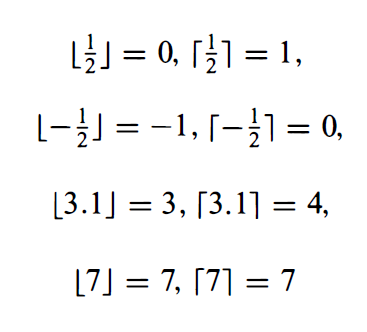 ⌊½⌋ = 0, ⌈½⌉ = 1,
⌊−½⌋ = −1, ⌈−½⌉ = 0,
⌊3.1⌋ = 3, ⌈3.1⌉ = 4,
⌊7⌋ = 7, ⌈7⌉ = 7